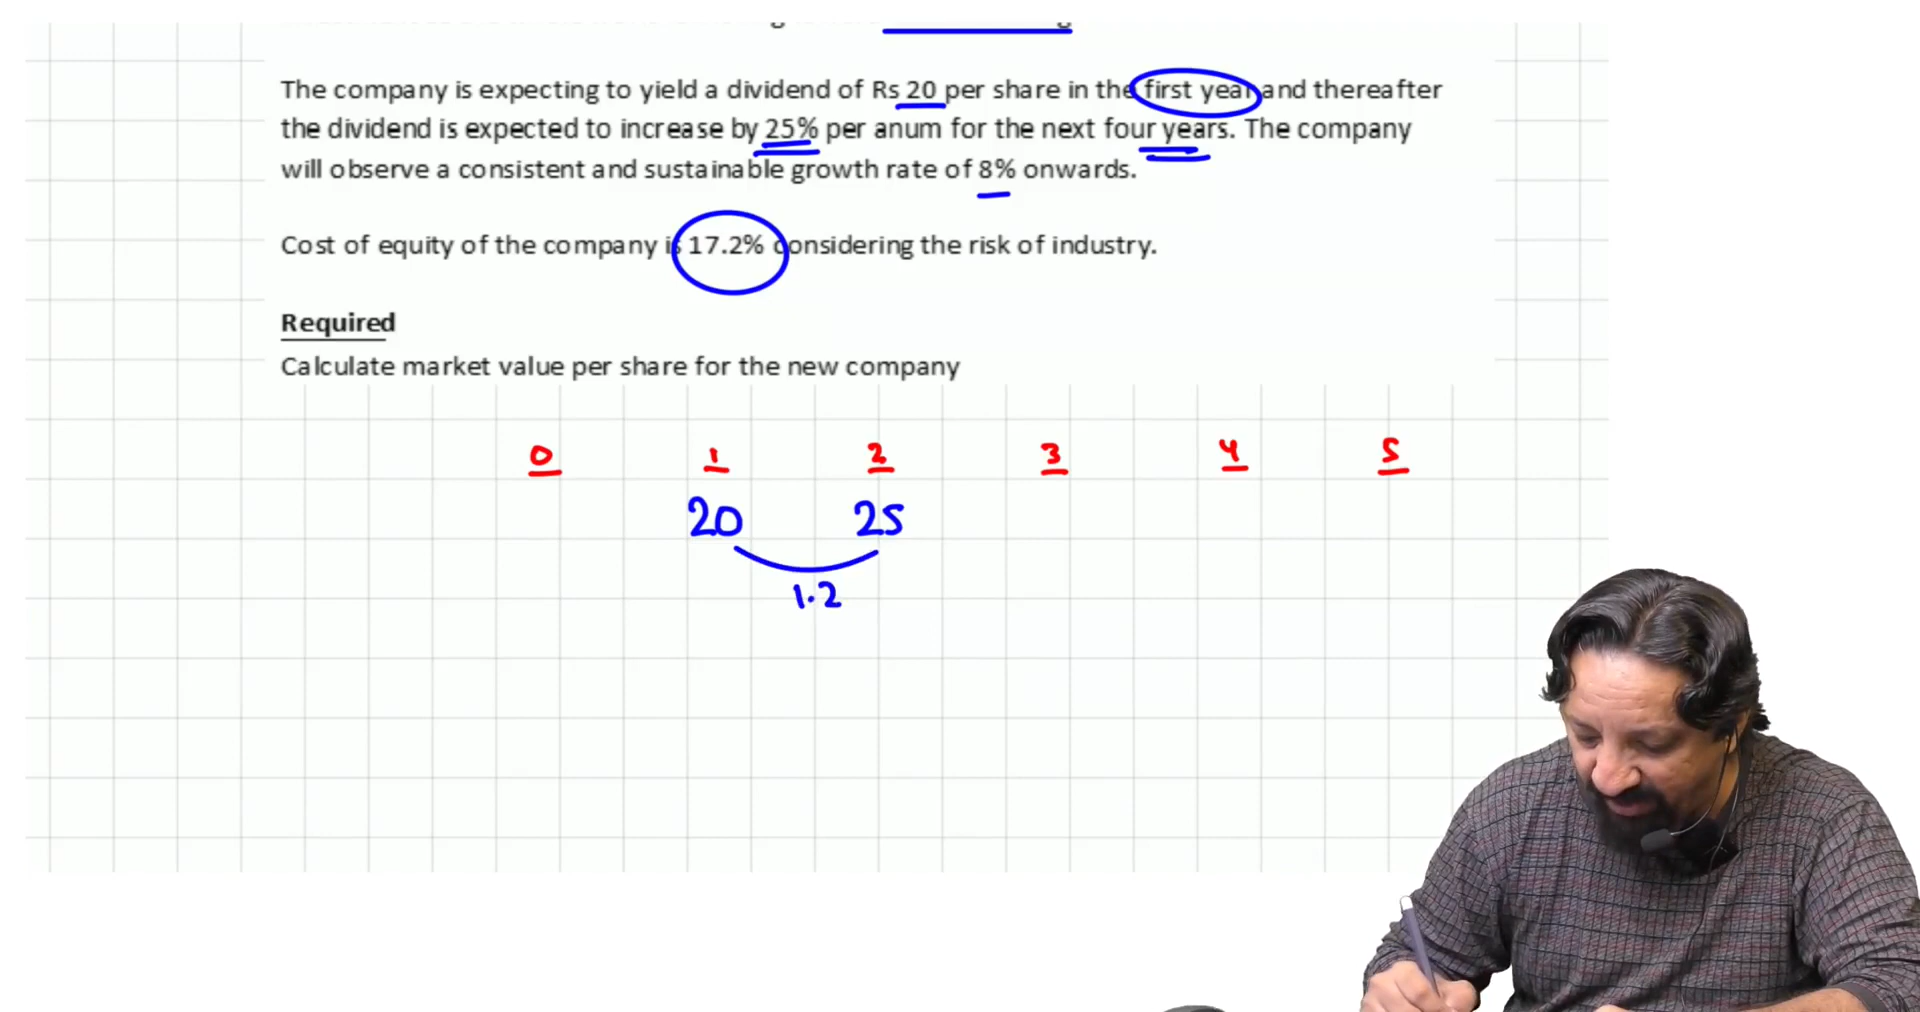 The company is expecting to yield a dividend of Rs 20 per share in the first year and thereafter
the dividend is expected to increase by 25% per anum for the next four years. The company
will observe a consistent and sustainable growth rate of 8% onwards.
Cost of equity of the company is 17.2% considering the risk of industry.
Required
Calculate market value per share for the new company
0 1 2 3 4 5
20 25
1.2